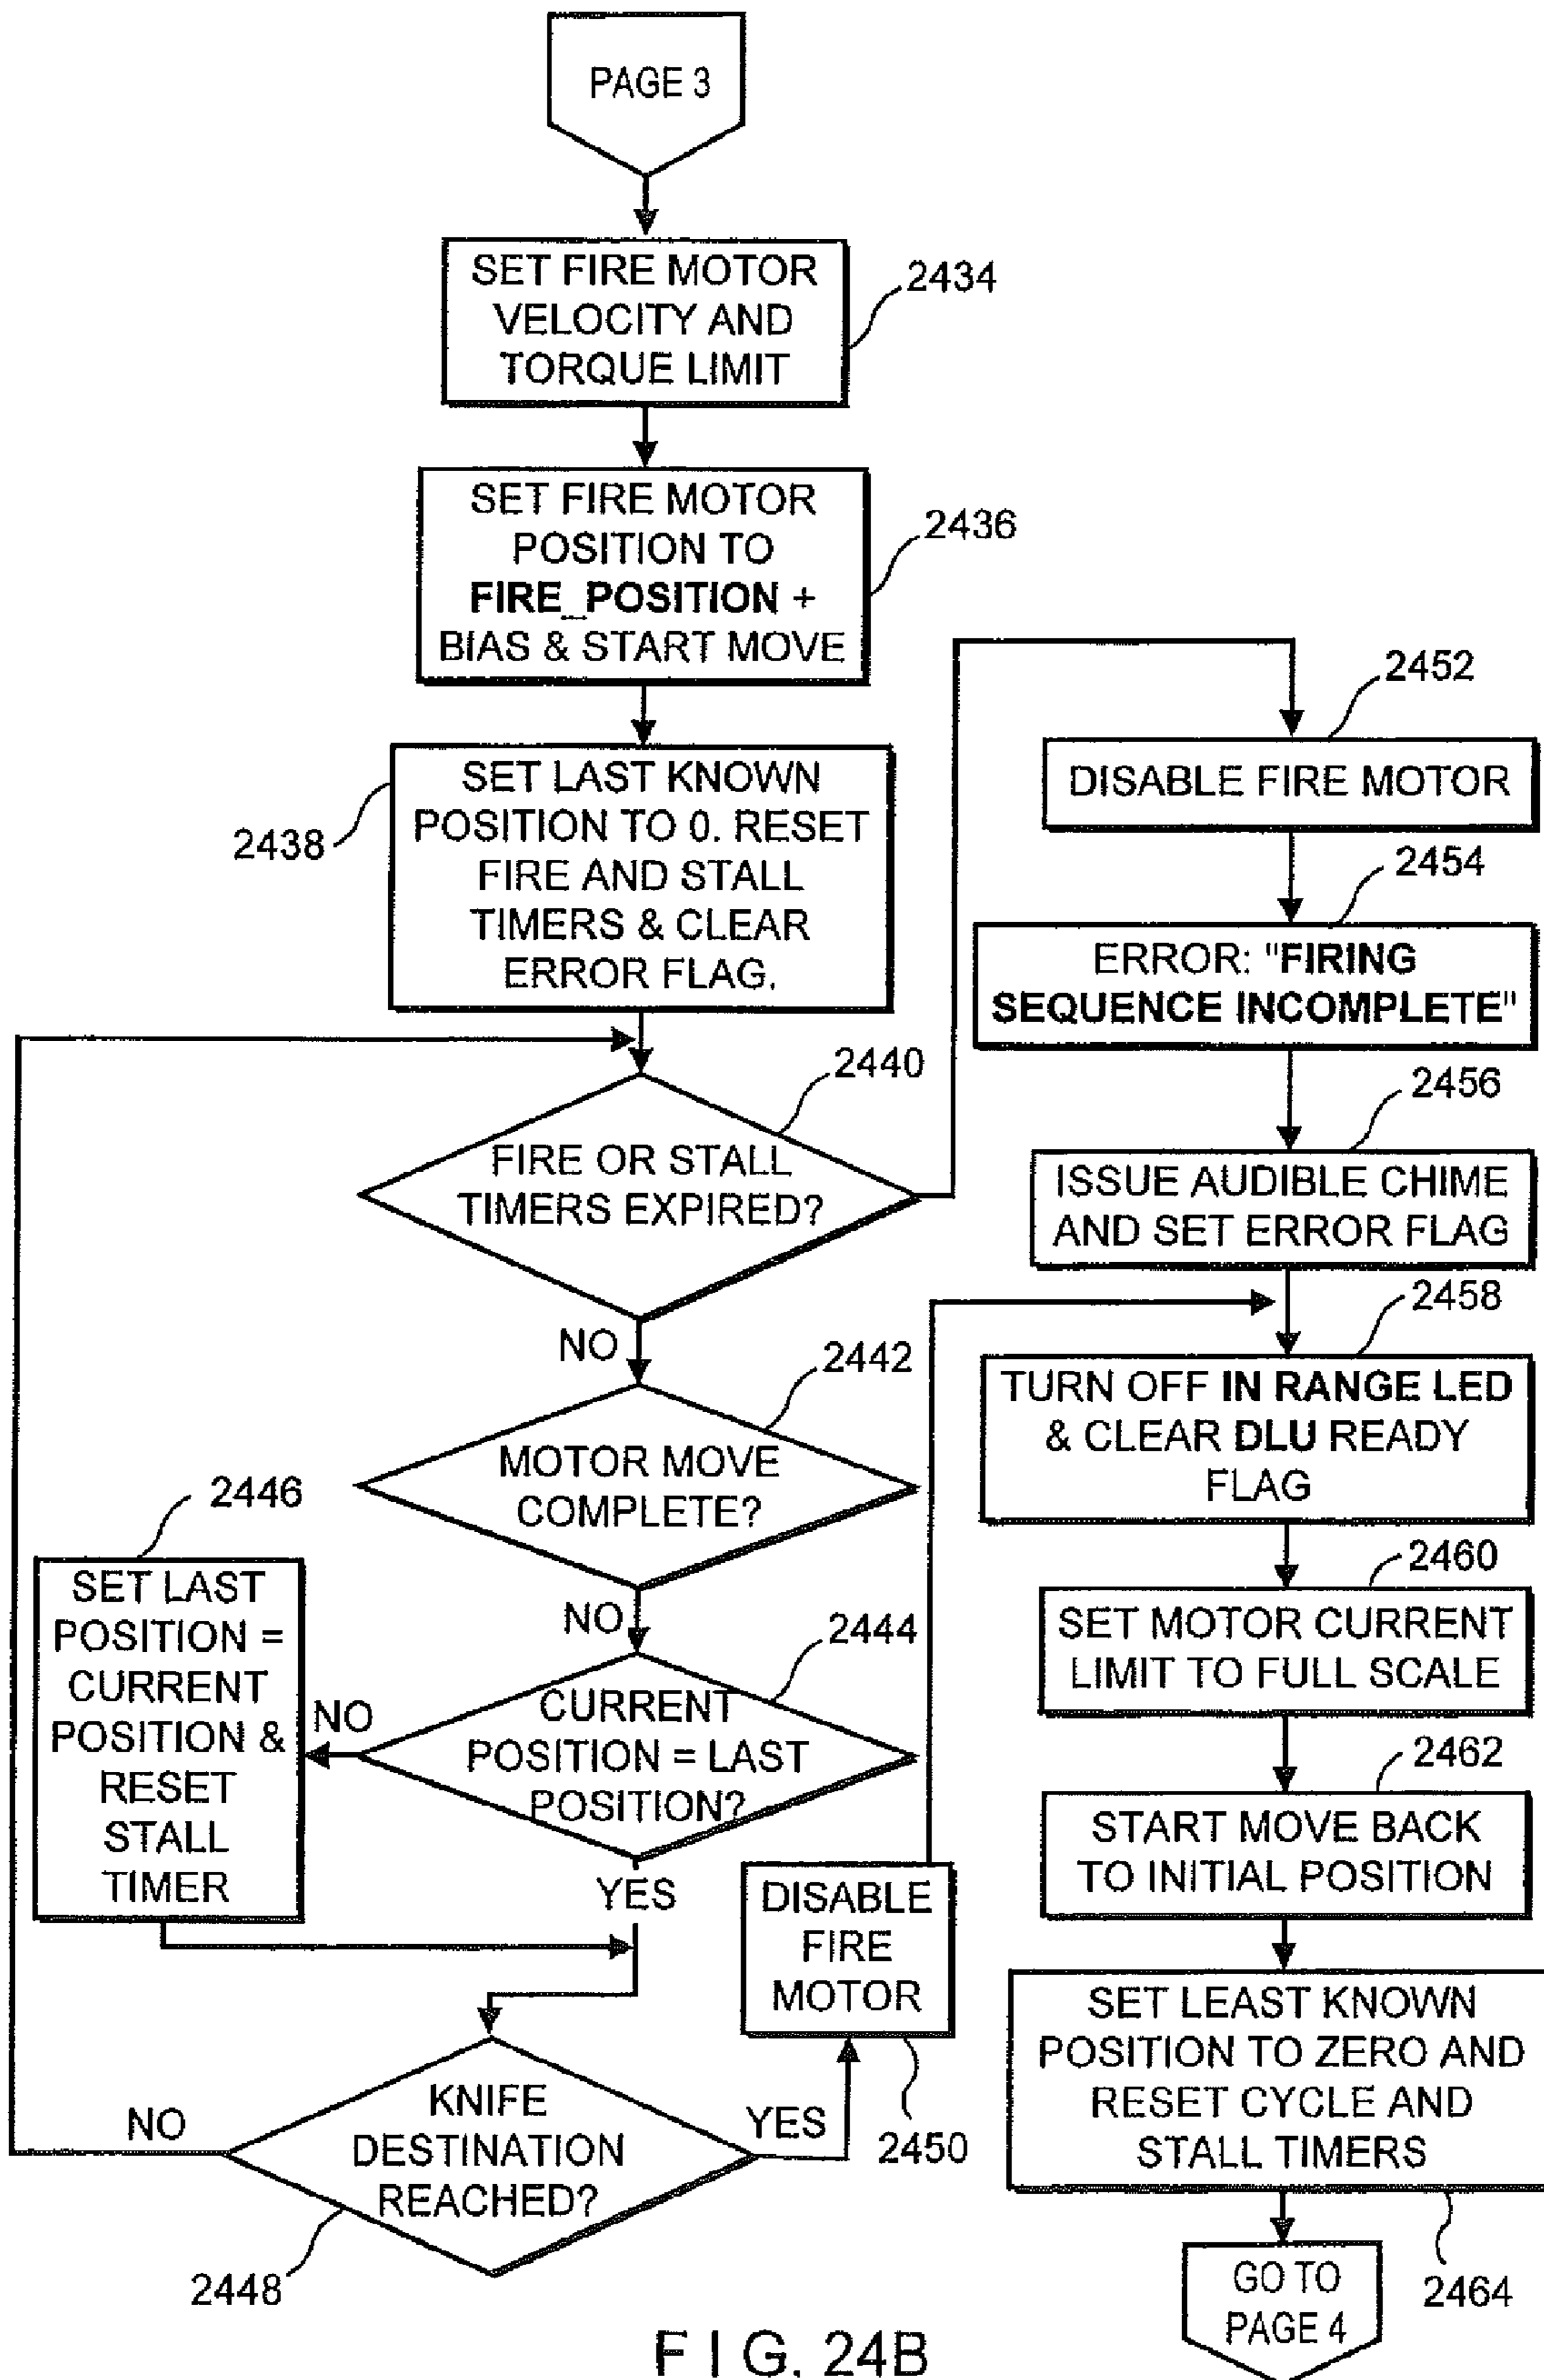 PAGE 3
SET FIRE MOTOR
VELOCITY AND
TORQUE LIMIT
2434
SET FIRE MOTOR
POSITION TO
FIRE_POSITION +
BIAS & START MOVE
2436
SET LAST KNOWN
POSITION TO 0. RESET
FIRE AND STALL
TIMERS & CLEAR
ERROR FLAG.
2438
FIRE OR STALL
TIMERS EXPIRED?
2440
NO
MOTOR MOVE
COMPLETE?
2442
NO
CURRENT
POSITION = LAST
POSITION?
2444
NO
YES
2446
SET LAST
POSITION =
CURRENT
POSITION &
RESET
STALL
TIMER
KNIFE
DESTINATION
REACHED?
2448
NO
YES
DISABLE
FIRE
MOTOR
2450
2452
DISABLE FIRE MOTOR
2454
ERROR: "FIRING
SEQUENCE INCOMPLETE"
2456
ISSUE AUDIBLE CHIME
AND SET ERROR FLAG
2458
TURN OFF IN RANGE LED
& CLEAR DLU READY
FLAG
2460
SET MOTOR CURRENT
LIMIT TO FULL SCALE
2462
START MOVE BACK
TO INITIAL POSITION
SET LEAST KNOWN
POSITION TO ZERO AND
RESET CYCLE AND
STALL TIMERS
2464
GO TO
PAGE 4
FIG. 24B